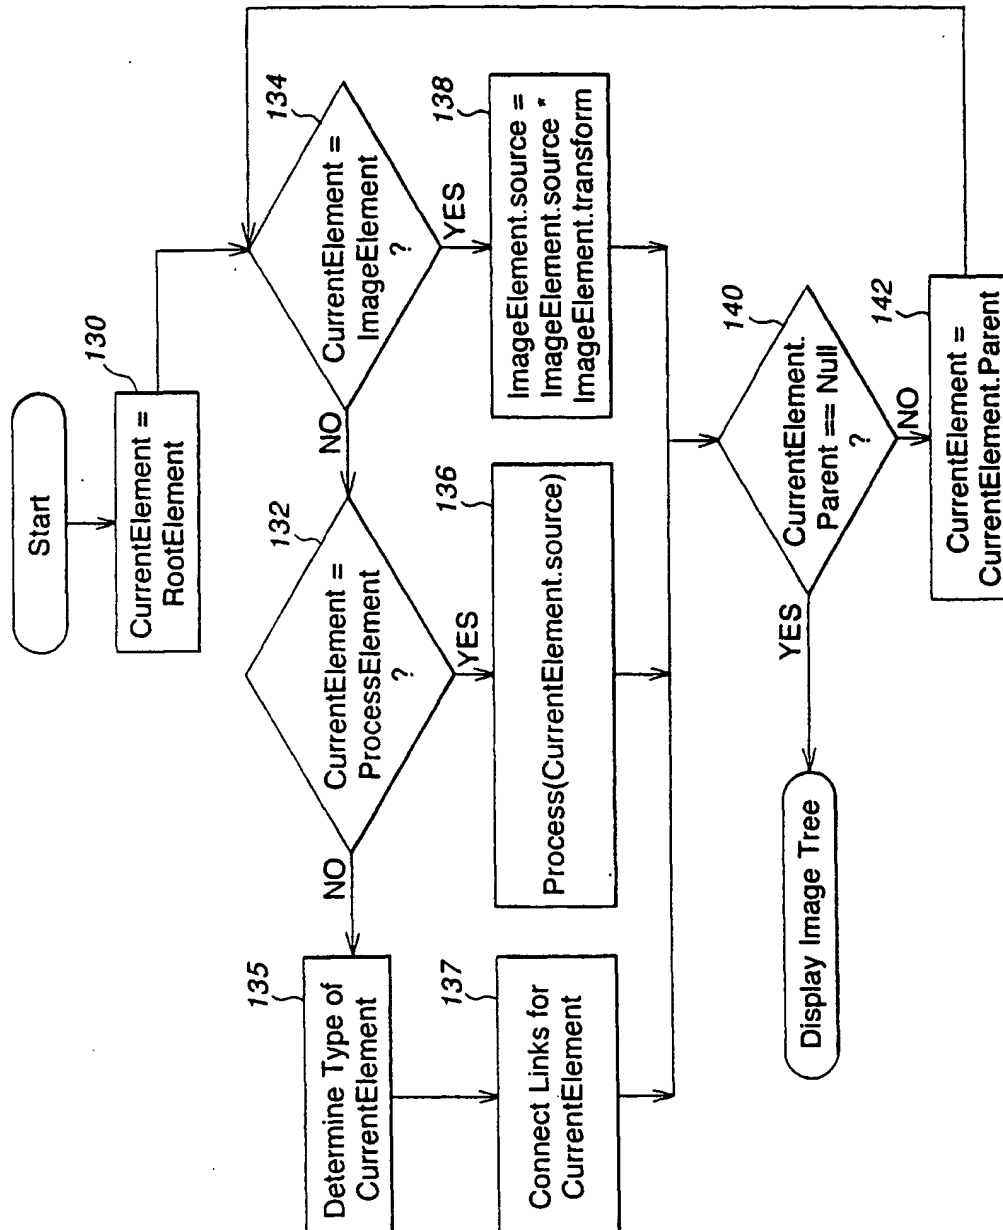 Start
130
CurrentElement =
RootElement
134
CurrentElement =
ImageElement
?
YES
NO
138
ImageElement.source =
ImageElement.source *
ImageElement.transform
132
CurrentElement =
ProcessElement
?
YES
NO
136
Process(CurrentElement.source)
135
Determine Type of
CurrentElement
137
Connect Links for
CurrentElement
140
CurrentElement.
Parent == Null
?
YES
NO
142
CurrentElement =
CurrentElement.Parent
Display Image Tree